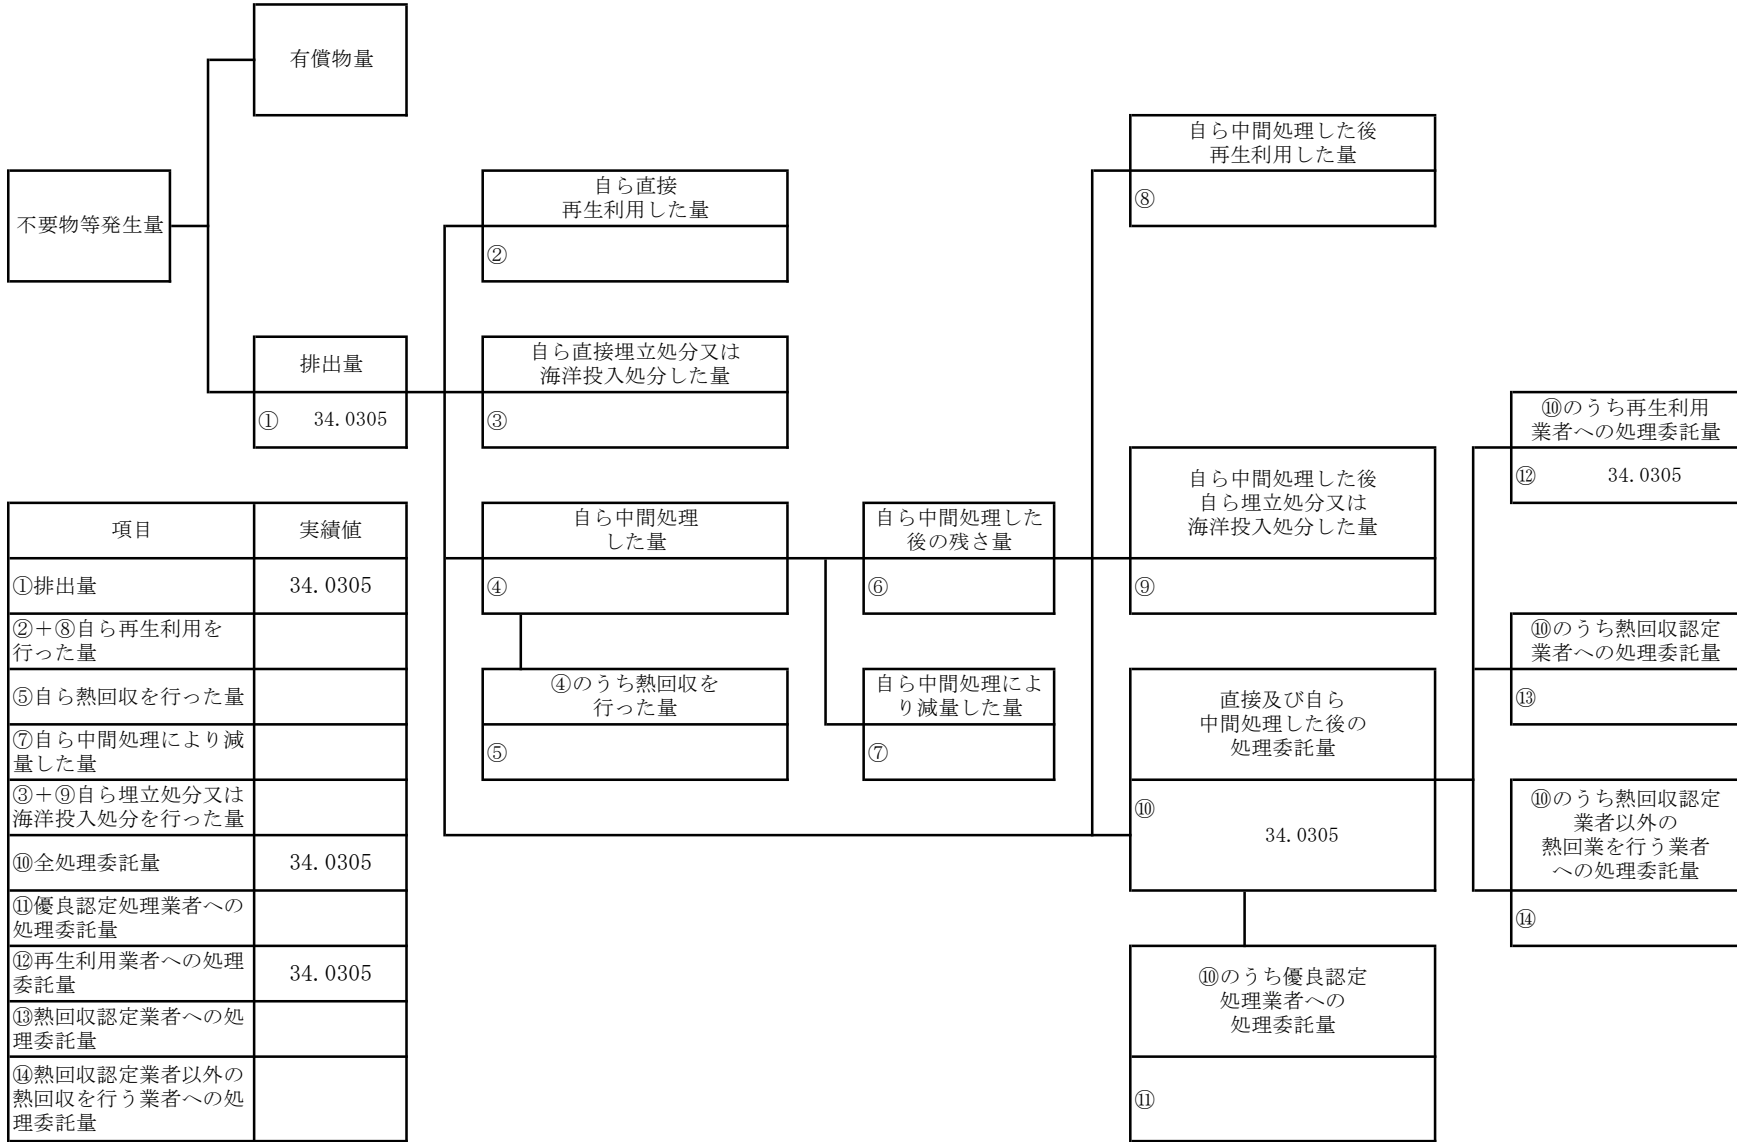 有償物量
不要物等発生量
排出量
① 34.0305
自ら直接
再生利用した量
②
自ら直接埋立処分又は
海洋投入処分した量
③
自ら中間処理
した量
④
④のうち熱回収を
行った量
⑤
自ら中間処理した
後の残さ量
⑥
自ら中間処理によ
り減量した量
⑦
自ら中間処理した後
再生利用した量
⑧
自ら中間処理した後
自ら埋立処分又は
海洋投入処分した量
⑨
直接及び自ら
中間処理した後の
処理委託量
⑩
34.0305
⑩のうち優良認定
処理業者への
処理委託量
⑪
⑩のうち再生利用
業者への処理委託量
⑫ 34.0305
⑩のうち熱回収認定
業者への処理委託量
⑬
⑩のうち熱回収認定
業者以外の
熱回業を行う業者
への処理委託量
⑭
項目 実績値
①排出量 34.0305
②＋⑧自ら再生利用を
行った量
⑤自ら熱回収を行った量
⑦自ら中間処理により減
量した量
③＋⑨自ら埋立処分又は
海洋投入処分を行った量
⑩全処理委託量 34.0305
⑪優良認定処理業者への
処理委託量
⑫再生利用業者への処理
委託量 34.0305
⑬熱回収認定業者への処
理委託量
⑭熱回収認定業者以外の
熱回収を行う業者への処
理委託量